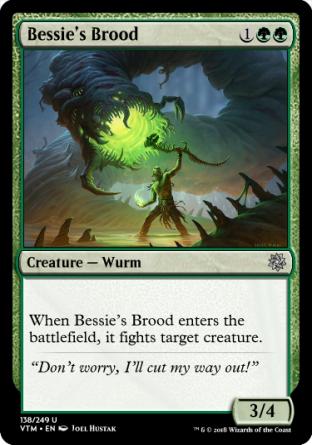 Bessie's Brood 1
Creature — Wurm
When Bessie's Brood enters the
battlefield, it fights target creature.
"Don't worry, I'll cut my way out!"
138/249 U
VTM • EN Joel Hustak
™ & © 2018 Wizards of the Coast
3/4